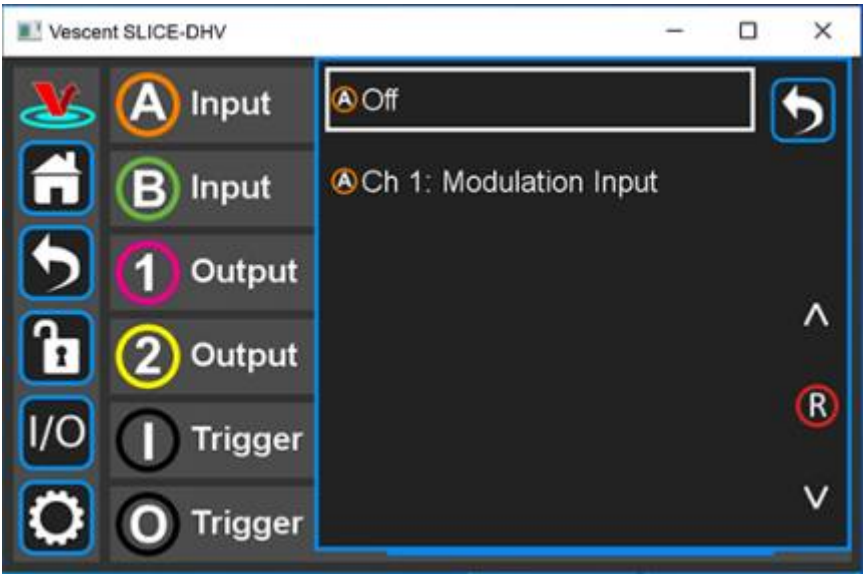 Vescent SLICE-DHV
A Input
B Input
1 Output
2 Output
I/O
I Trigger
O Trigger
A Off
A Ch 1: Modulation Input
R